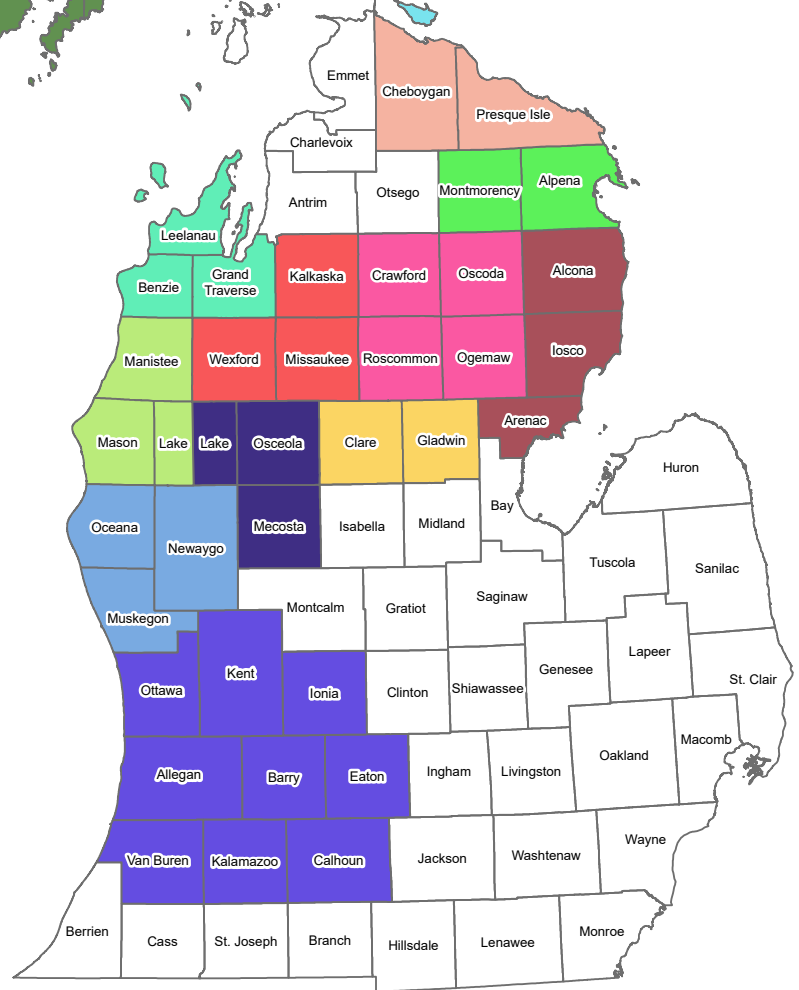 Emmet
Cheboygan
Presque Isle
Charlevoix
Antrim
Otsego
Montmorency
Alpena
Leelanau
Benzie
Grand
Traverse
Kalkaska
Crawford
Oscoda
Alcona
Manistee
Wexford
Missaukee
Roscommon
Ogemaw
Iosco
Mason
Lake
Lake
Osceola
Clare
Gladwin
Arenac
Huron
Oceana
Newaygo
Mecosta
Isabella
Midland
Bay
Tuscola
Sanilac
Muskegon
Montcalm
Gratiot
Saginaw
Ottawa
Kent
Ionia
Clinton
Shiawassee
Genesee
Lapeer
St. Clair
Allegan
Barry
Eaton
Ingham
Livingston
Oakland
Macomb
Van Buren
Kalamazoo
Calhoun
Jackson
Washtenaw
Wayne
Berrien
Cass
St. Joseph
Branch
Hillsdale
Lenawee
Monroe